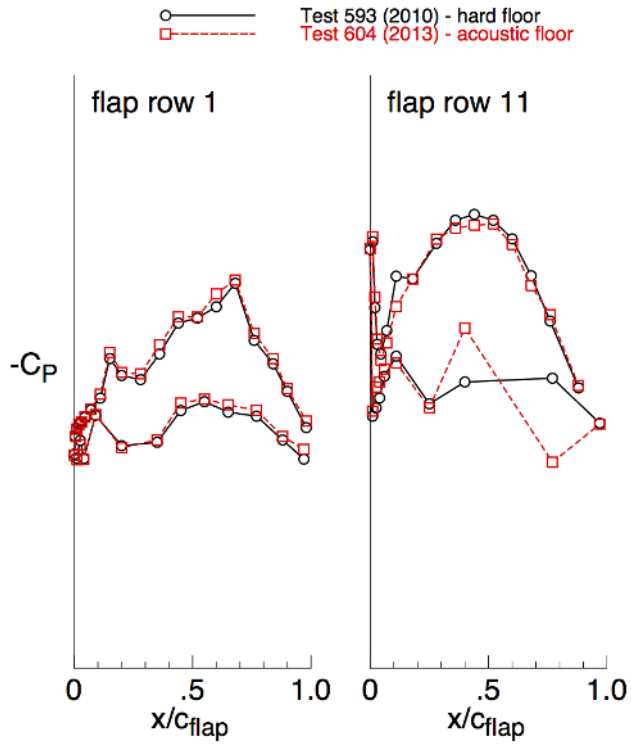 Test 593 (2010) - hard floor
Test 604 (2013) - acoustic floor
flap row 1
flap row 11
-CP
0 .5 1.0
0 .5 1.0
x/cflap
x/cflap